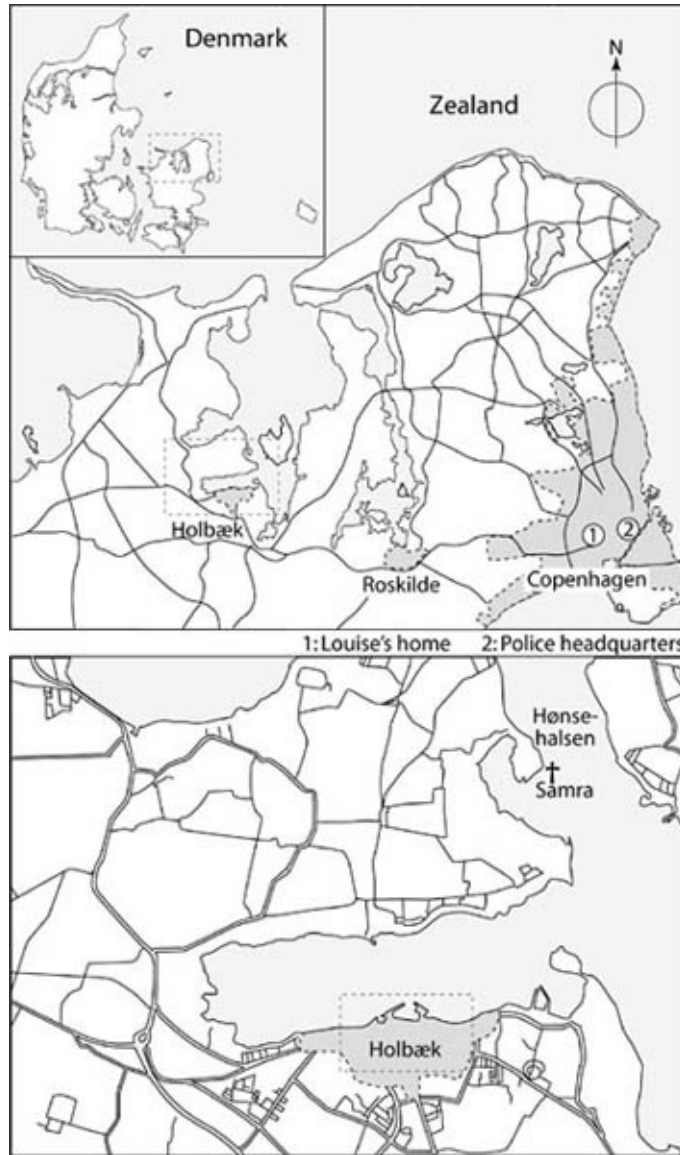 Denmark
N
Zealand
Holbæk
Roskilde
1
2
Copenhagen
1: Louise's home 2: Police headquarters
Hønse-
halsen
Samra
Holbæk